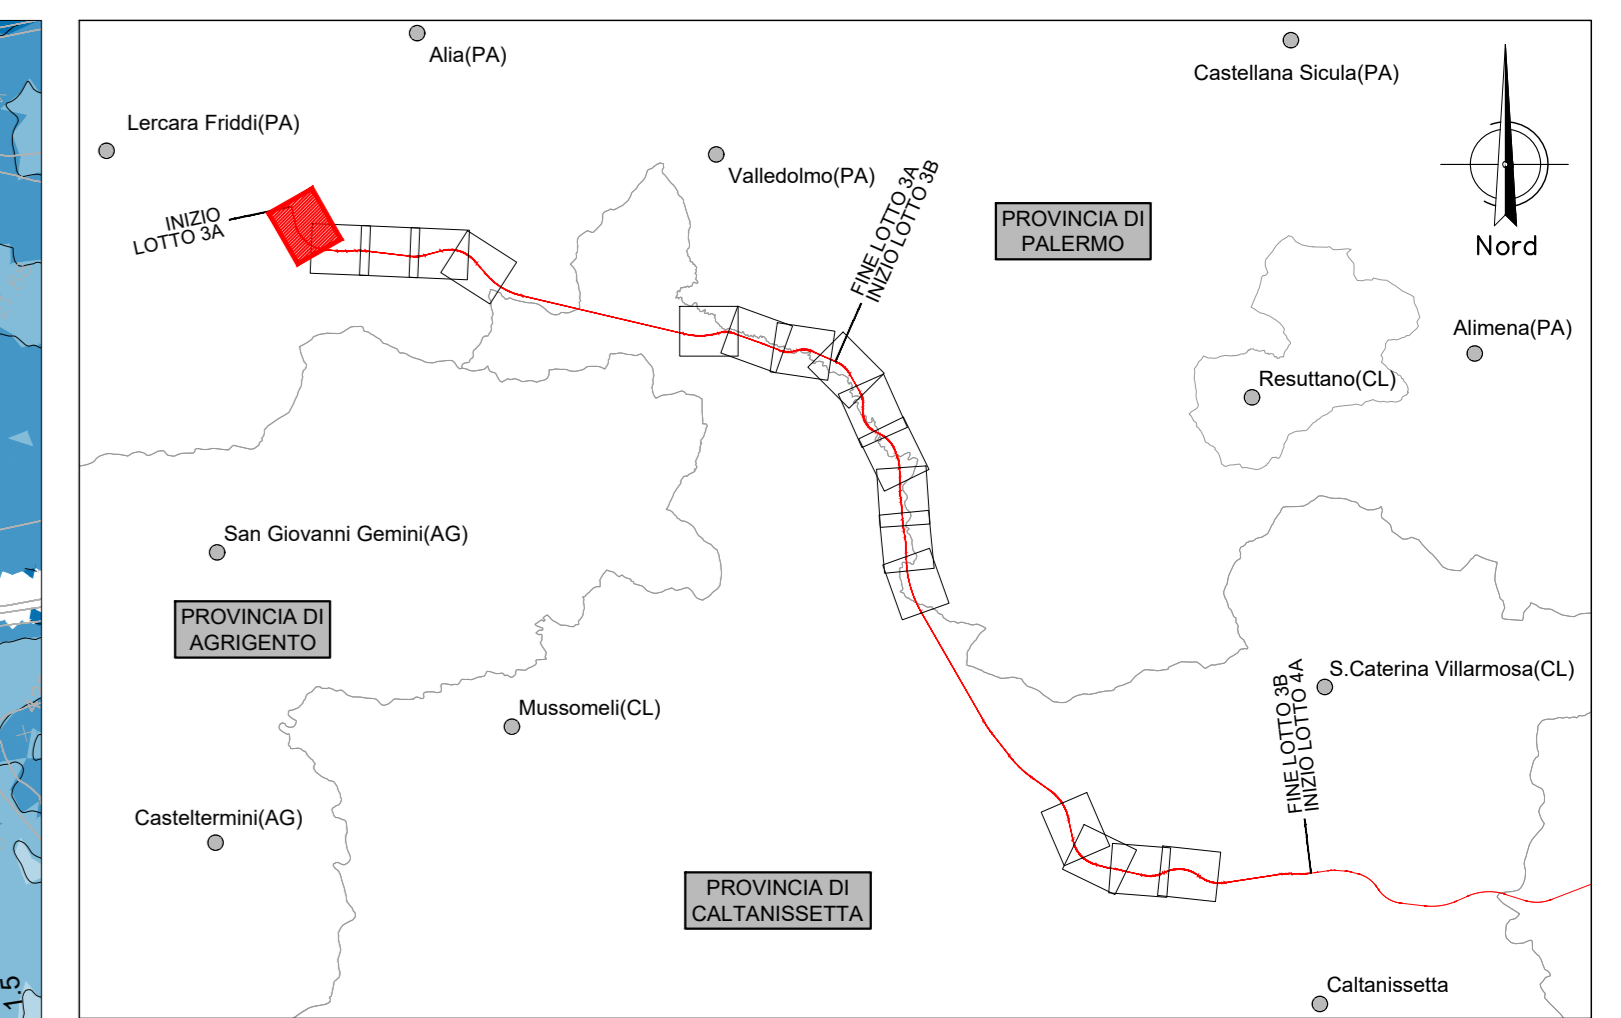 Alia(PA)
Castellana Sicula(PA)
Lercara Friddi(PA)
Valledolmo(PA)
INIZIO
LOTTO 3A
FINE LOTTO 3A
INIZIO LOTTO 3B
PROVINCIA DI
PALERMO
Nord
Alimena(PA)
Resuttano(CL)
San Giovanni Gemini(AG)
PROVINCIA DI
AGRIGENTO
S.Caterina Villarmosa(CL)
Mussomeli(CL)
FINE LOTTO 3B
INIZIO LOTTO 4A
Casteltermini(AG)
PROVINCIA DI
CALTANISSETTA
Caltanissetta
1.5